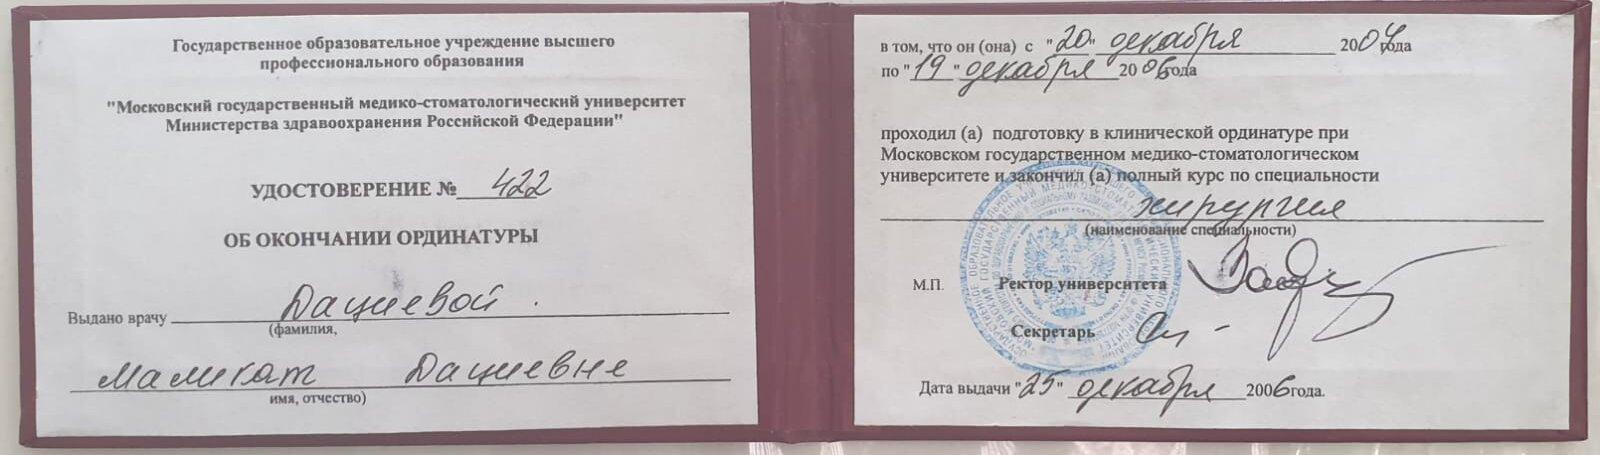 Государственное образовательное учреждение высшего
профессионального образования
"Московский государственный медико-стоматологический университет
Министерства здравоохранения Российской Федерации"
УДОСТОВЕРЕНИЕ № 422
ОБ ОКОНЧАНИИ ОРДИНАТУРЫ
Выдано врачу Дациевой
(фамилия,
Маликат Дациевне
имя, отчество)
в том, что он (она) с "20" декабря 2004 года
по "19" декабря 2006 года
проходил (а) подготовку в клинической ординатуре при
Московском государственном медико-стоматологическом
университете и закончил (а) полный курс по специальности
хирургия
(наименование специальности)
М.П. Ректор университета
Секретарь
Дата выдачи "25" декабря 2006 года.